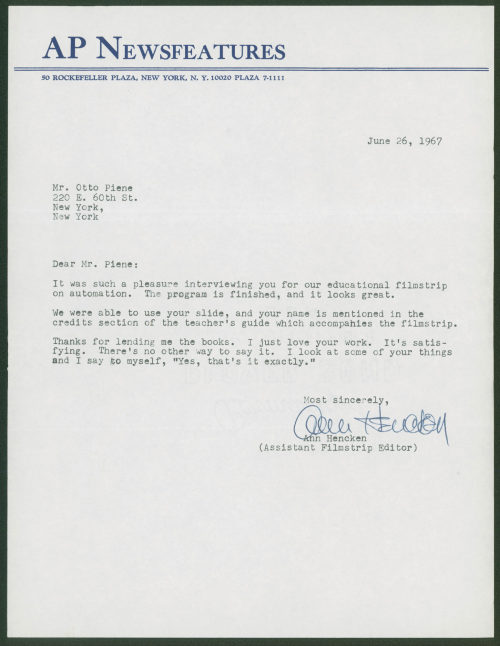 AP NEWSFEATURES
50 ROCKEFELLER PLAZA, NEW YORK, N. Y. 10020 PLAZA 7-1111
June 26, 1967
Mr. Otto Piene
220 E. 60th St.
New York,
New York
Dear Mr. Piene:
It was such a pleasure interviewing you for our educational filmstrip
on automation. The program is finished, and it looks great.
We were able to use your slide, and your name is mentioned in the
credits section of the teacher's guide which accompanies the filmstrip.
Thanks for lending me the books. I just love your work. It's satis-
fying. There's no other way to say it. I look at some of your things
and I say to myself, "Yes, that's it exactly."
Most sincerely,
Ann Hencken
Ann Hencken
(Assistant Filmstrip Editor)